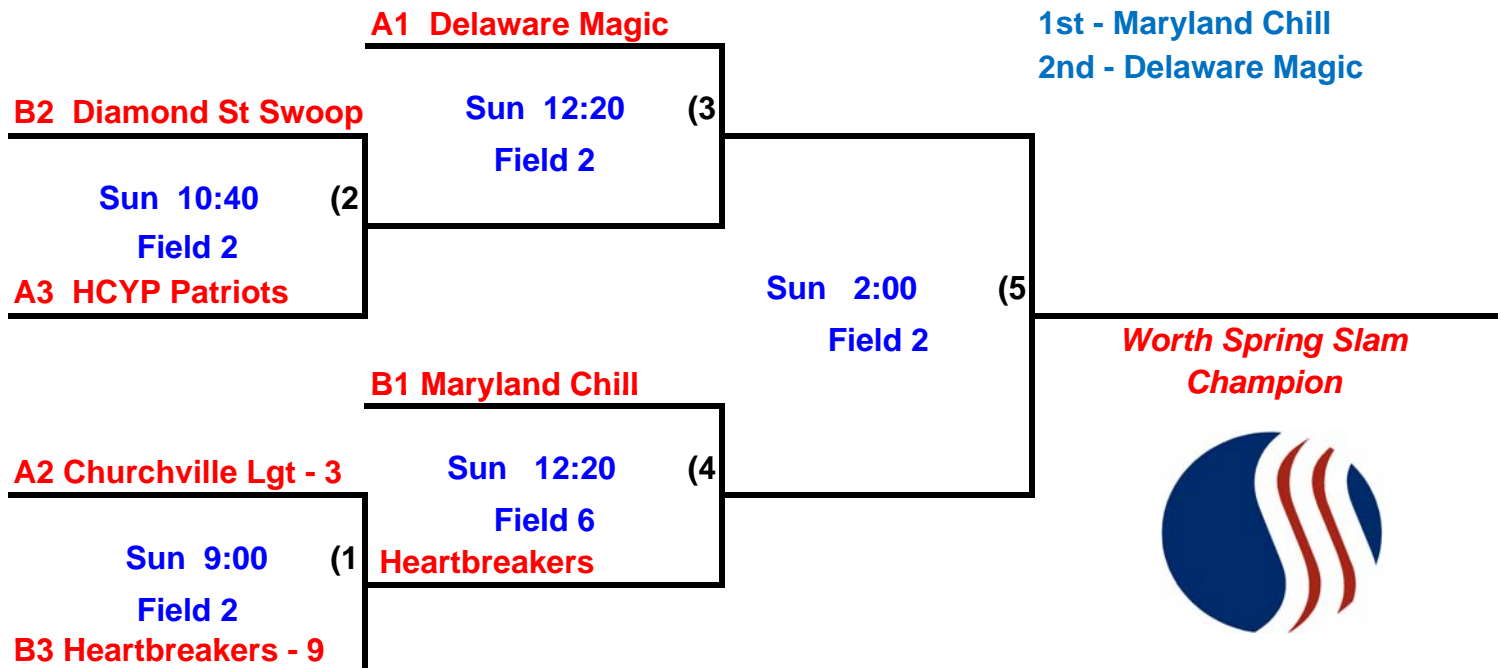 A1 Delaware Magic
1st - Maryland Chill
2nd - Delaware Magic
B2 Diamond St Swoop
Sun 12:20 (3
Field 2
Sun 10:40 (2
Field 2
A3 HCYP Patriots
Sun 2:00 (5
Field 2
Worth Spring Slam
Champion
B1 Maryland Chill
A2 Churchville Lgt - 3
Sun 12:20 (4
Field 6
Heartbreakers
Sun 9:00 (1
Field 2
B3 Heartbreakers - 9